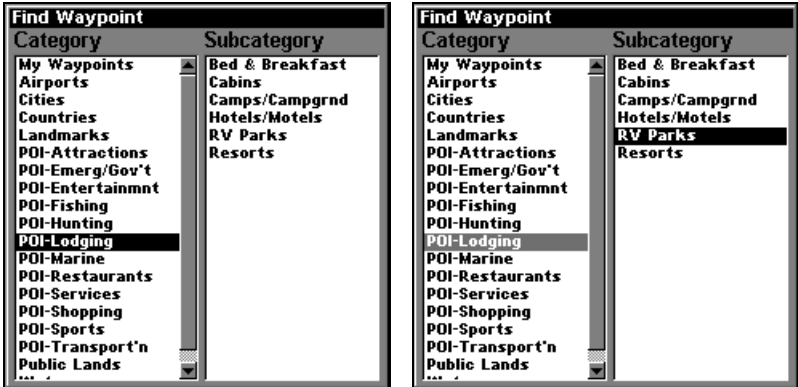 Find Waypoint
Category Subcategory
My Waypoints
Airports
Cities
Countries
Landmarks
POI-Attractions
POI-Emerg/Gov't
POI-Entertainmnt
POI-Fishing
POI-Hunting
POI-Lodging
POI-Marine
POI-Restaurants
POI-Services
POI-Shopping
POI-Sports
POI-Transport'n
Public Lands
Bed & Breakfast
Cabins
Camps/Campgrnd
Hotels/Motels
RV Parks
Resorts
Find Waypoint
Category Subcategory
My Waypoints
Airports
Cities
Countries
Landmarks
POI-Attractions
POI-Emerg/Gov't
POI-Entertainmnt
POI-Fishing
POI-Hunting
POI-Lodging
POI-Marine
POI-Restaurants
POI-Services
POI-Shopping
POI-Sports
POI-Transport'n
Public Lands
Bed & Breakfast
Cabins
Camps/Campgrnd
Hotels/Motels
RV Parks
Resorts